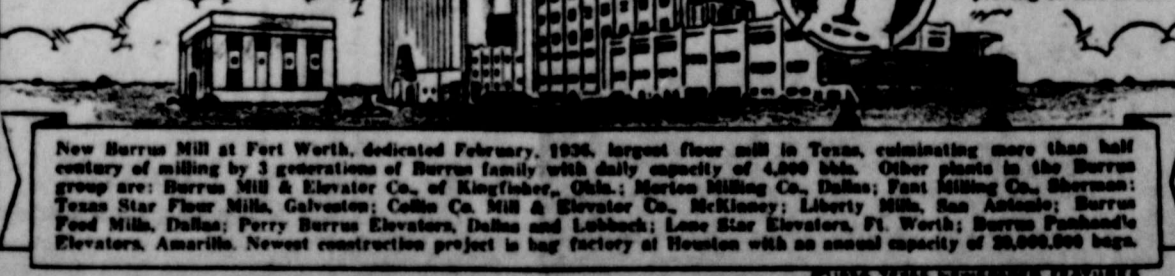 New Burrus Mill at Fort Worth, dedicated February, 1936, largest flour mill in Texas, culminating more than half
century of milling by 3 generations of Burrus family with daily capacity of 4,000 bbls. Other plants in the Burrus
group are: Burrus Mill & Elevator Co., of Kingfisher, Okla.; Morten Milling Co., Dallas; Fant Milling Co., Sherman;
Texas Star Flour Mills, Galveston; Collin Co. Mill & Elevator Co., McKinney; Liberty Mills, San Antonio; Burrus
Feed Mills, Dallas; Perry Burrus Elevators, Dallas and Lubbock; Lone Star Elevators, Ft. Worth; Burrus Panhandle
Elevators, Amarillo. Newest construction project is bag factory at Houston with an annual capacity of 20,000,000 bags.